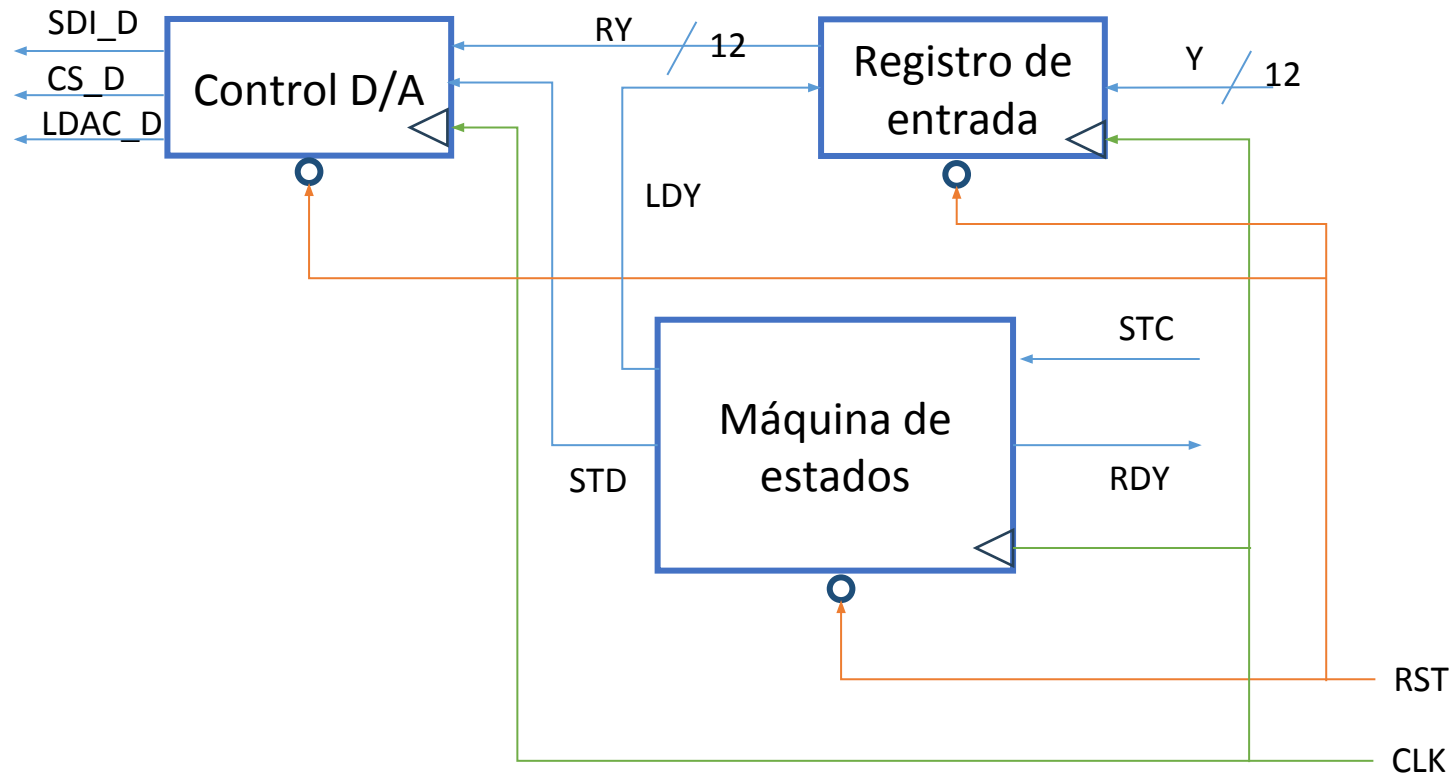 SDI_D
CS_D
LDAC_D
Control D/A
RY
12
Registro de
entrada
Y
12
LDY
STD
Máquina de
estados
STC
RDY
RST
CLK